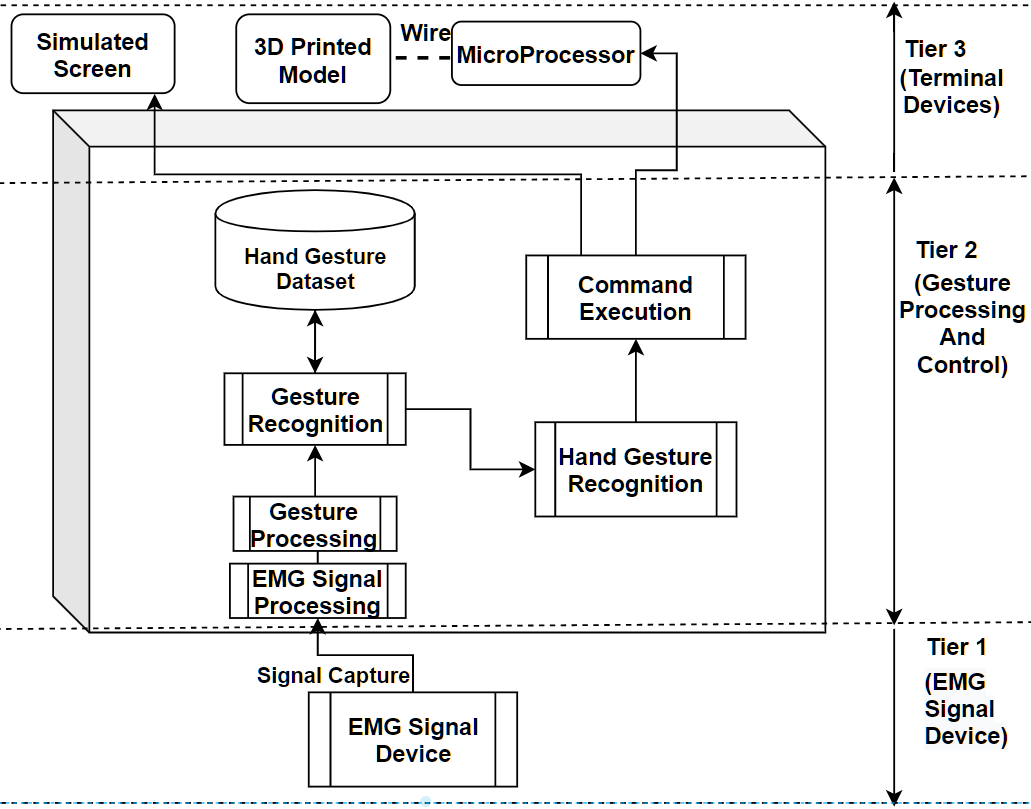 Simulated
Screen
3D Printed
Model
Wire
MicroProcessor
Tier 3
(Terminal
Devices)
Hand Gesture
Dataset
Command
Execution
Tier 2
(Gesture
Processing
And
Control)
Gesture
Recognition
Hand Gesture
Recognition
Gesture
Processing
EMG Signal
Processing
Signal Capture
EMG Signal
Device
Tier 1
(EMG
Signal
Device)